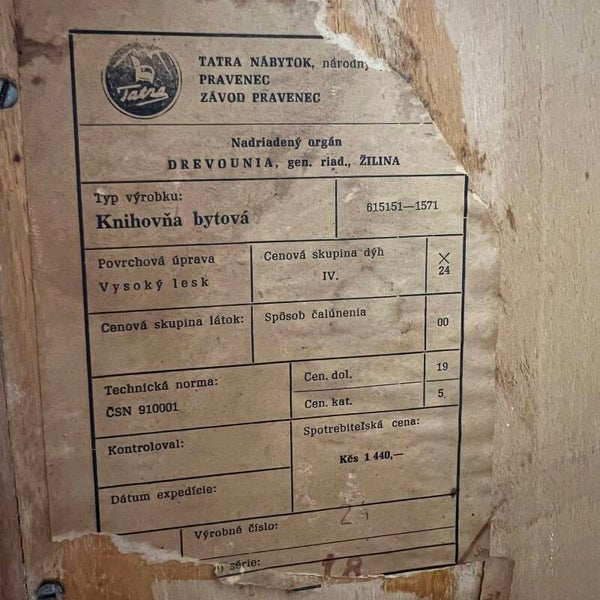 Tatra
TATRA NÁBYTOK, národný
PRAVENEC
ZÁVOD PRAVENEC
Nadriadený orgán
DREVOUNIA, gen. riad., ŽILINA
Typ výrobku:
Knihovňa bytová
615151—1571
Povrchová úprava
Vysoký lesk
Cenová skupina dýh
IV.
×
24
Cenová skupina látok:
Spôsob čalúnenia
00
Technická norma:
ČSN 910001
Cen. dol.
19
Cen. kat.
5
Kontroloval:
Spotrebiteľská cena:
Kčs 1 440,—
Dátum expedície:
Výrobné číslo:
24
série:
18